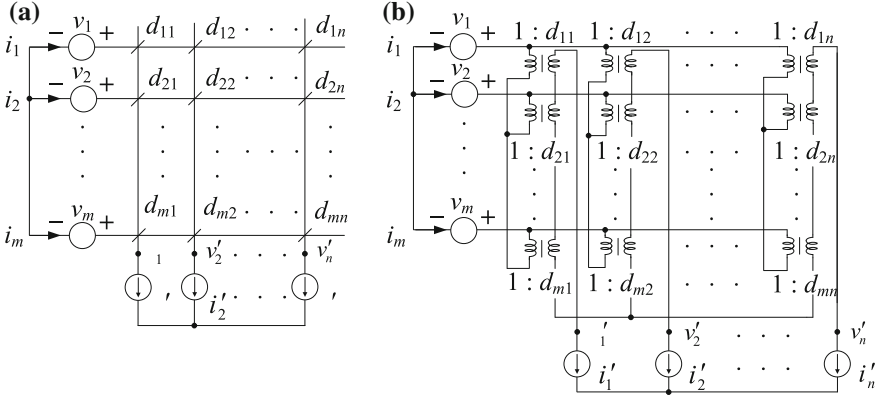 (a)
v₁ d₁₁ d₁₂ d₁ₙ
i₁ − + . . .
v₂ d₂₁ d₂₂ d₂ₙ
i₂ − + . . .
vₘ dₘ₁ dₘ₂ . . . dₘₙ
iₘ − +
₁ v′₂ v′ₙ
′ i′₂ . . . ′
(b)
v₁ 1 : d₁₁ 1 : d₁₂ . . . 1 : d₁ₙ
i₁ − +
v₂
i₂ − +
1 : d₂₁ 1 : d₂₂ . . . 1 : d₂ₙ
vₘ
iₘ − +
1 : dₘ₁ 1 : dₘ₂ . . . 1 : dₘₙ
′₁ v′₂ . . . v′ₙ
i′₁ i′₂ . . . i′ₙ